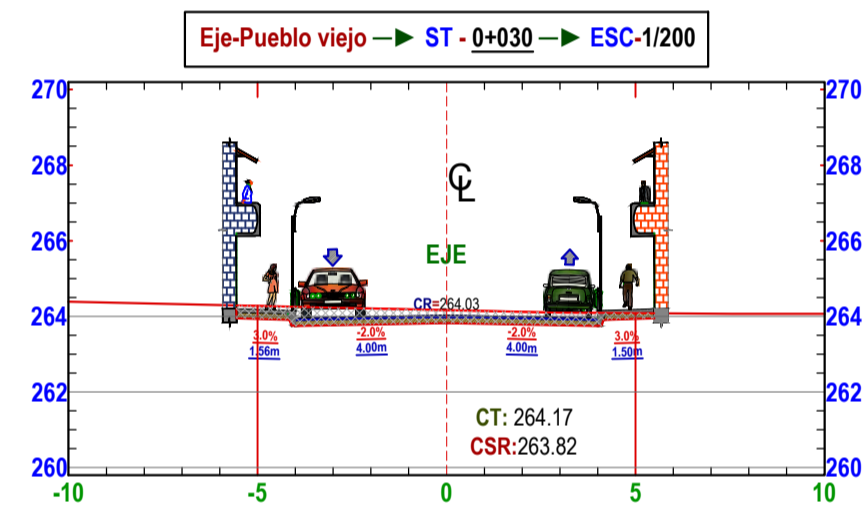 Eje-Pueblo viejo ST - 0+030 ESC-1/200
270 270
268 268
266 266
264 264
262 262
260 260
CL
EJE
CR=264.03
3.0% -2.0% -2.0% 3.0%
1.56m 4.00m 4.00m 1.50m
CT: 264.17
CSR:263.82
-10 -5 0 5 10